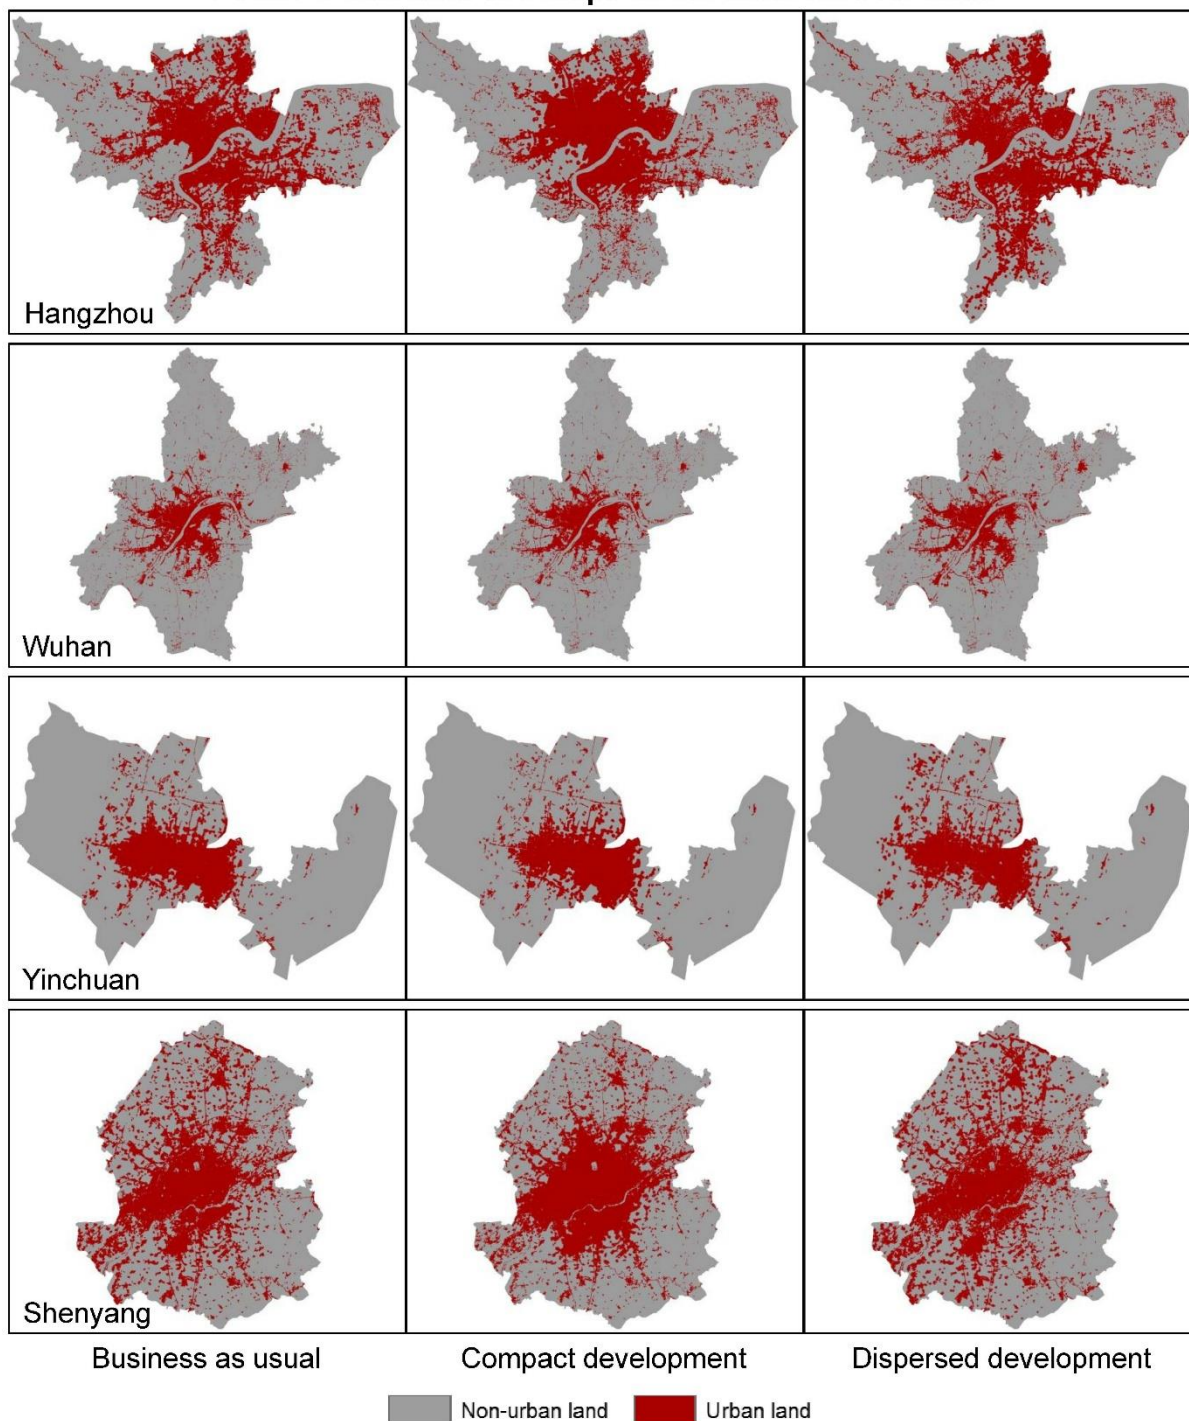 Hangzhou
Wuhan
Yinchuan
Shenyang
Business as usual
Compact development
Dispersed development
Non-urban land
Urban land